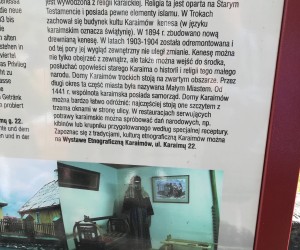 jest wywodzona z religii karaickiej. Religia ta jest oparta na Starym
Testamencie i posiada pewne elementy islamu. W Trokach
zachował się budynek kultu Karaimów kenesa (w języku
karaimskim oznacza świątynię). W 1894 r. zbudowano nową
drewnianą kenesę. W latach 1903-1904 została odremontowana i
od tej pory jej wygląd zewnętrzny nie uległ zmianie. Kenesę można
nie tylko obejrzeć z zewnątrz, ale także można wejść do środka,
posłuchać opowieści starego Karaima o historii i religii tego małego
narodu. Domy Karaimów trockich stoją na zwartym obszarze. Przez
długi okres ta część miasta była nazywana Małym Miastem. Od
1441 r. wspólnota karaimska posiada samorząd. Domy Karaimów
można bardzo łatwo odróżnić: najczęściej stoją one szczytem z
trzema oknami w stronę ulicy. W restauracjach serwujących
potrawy karaimskie można spróbować dań narodowych, np.
kibinów lub krupniku przygotowanego według specjalnej receptury.
Zapoznać się z tradycjami, kulturą etnograficzną Karaimów można
na Wystawie Etnograficznej Karaimów, ul. Karaimų 22.